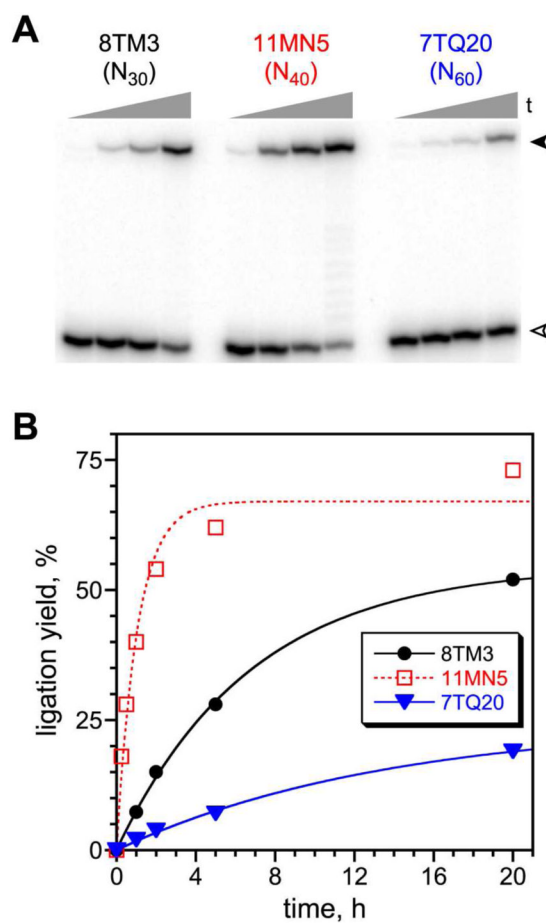 A
8TM3 11MN5 7TQ20
(N30) (N40) (N60)
t
B
75
50
25
0
ligation yield, %
8TM3
11MN5
7TQ20
0 4 8 12 16 20
time, h